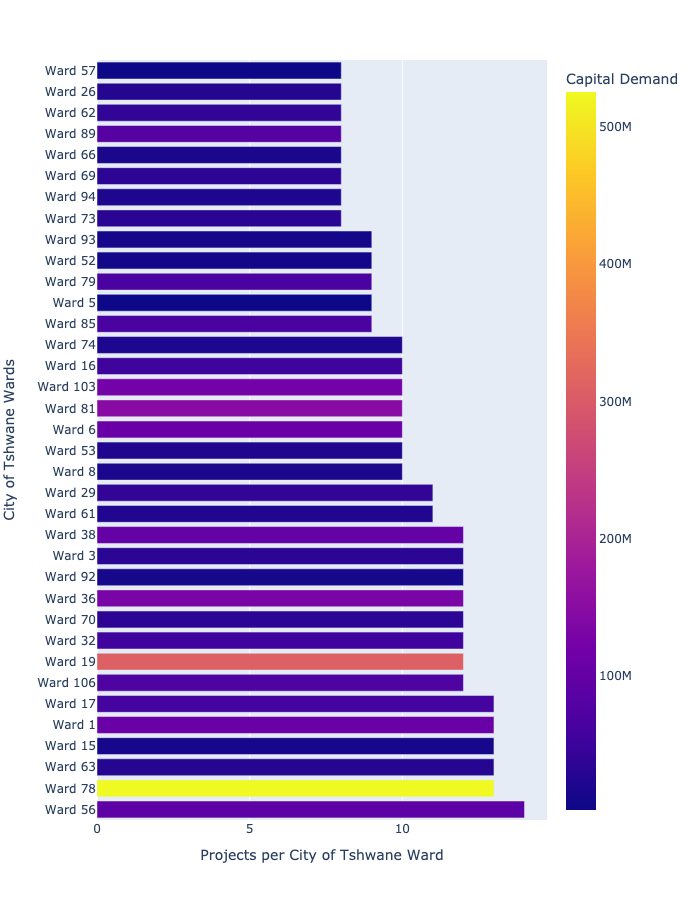 Capital Demand
Ward 57
Ward 26
Ward 62
Ward 89
Ward 66
Ward 69
Ward 94
Ward 73
Ward 93
Ward 52
Ward 79
Ward 5
Ward 85
Ward 74
Ward 16
Ward 103
Ward 81
Ward 6
Ward 53
Ward 8
Ward 29
Ward 61
Ward 38
Ward 3
Ward 92
Ward 36
Ward 70
Ward 32
Ward 19
Ward 106
Ward 17
Ward 1
Ward 15
Ward 63
Ward 78
Ward 56
City of Tshwane Wards
0 5 10
Projects per City of Tshwane Ward
500M
400M
300M
200M
100M